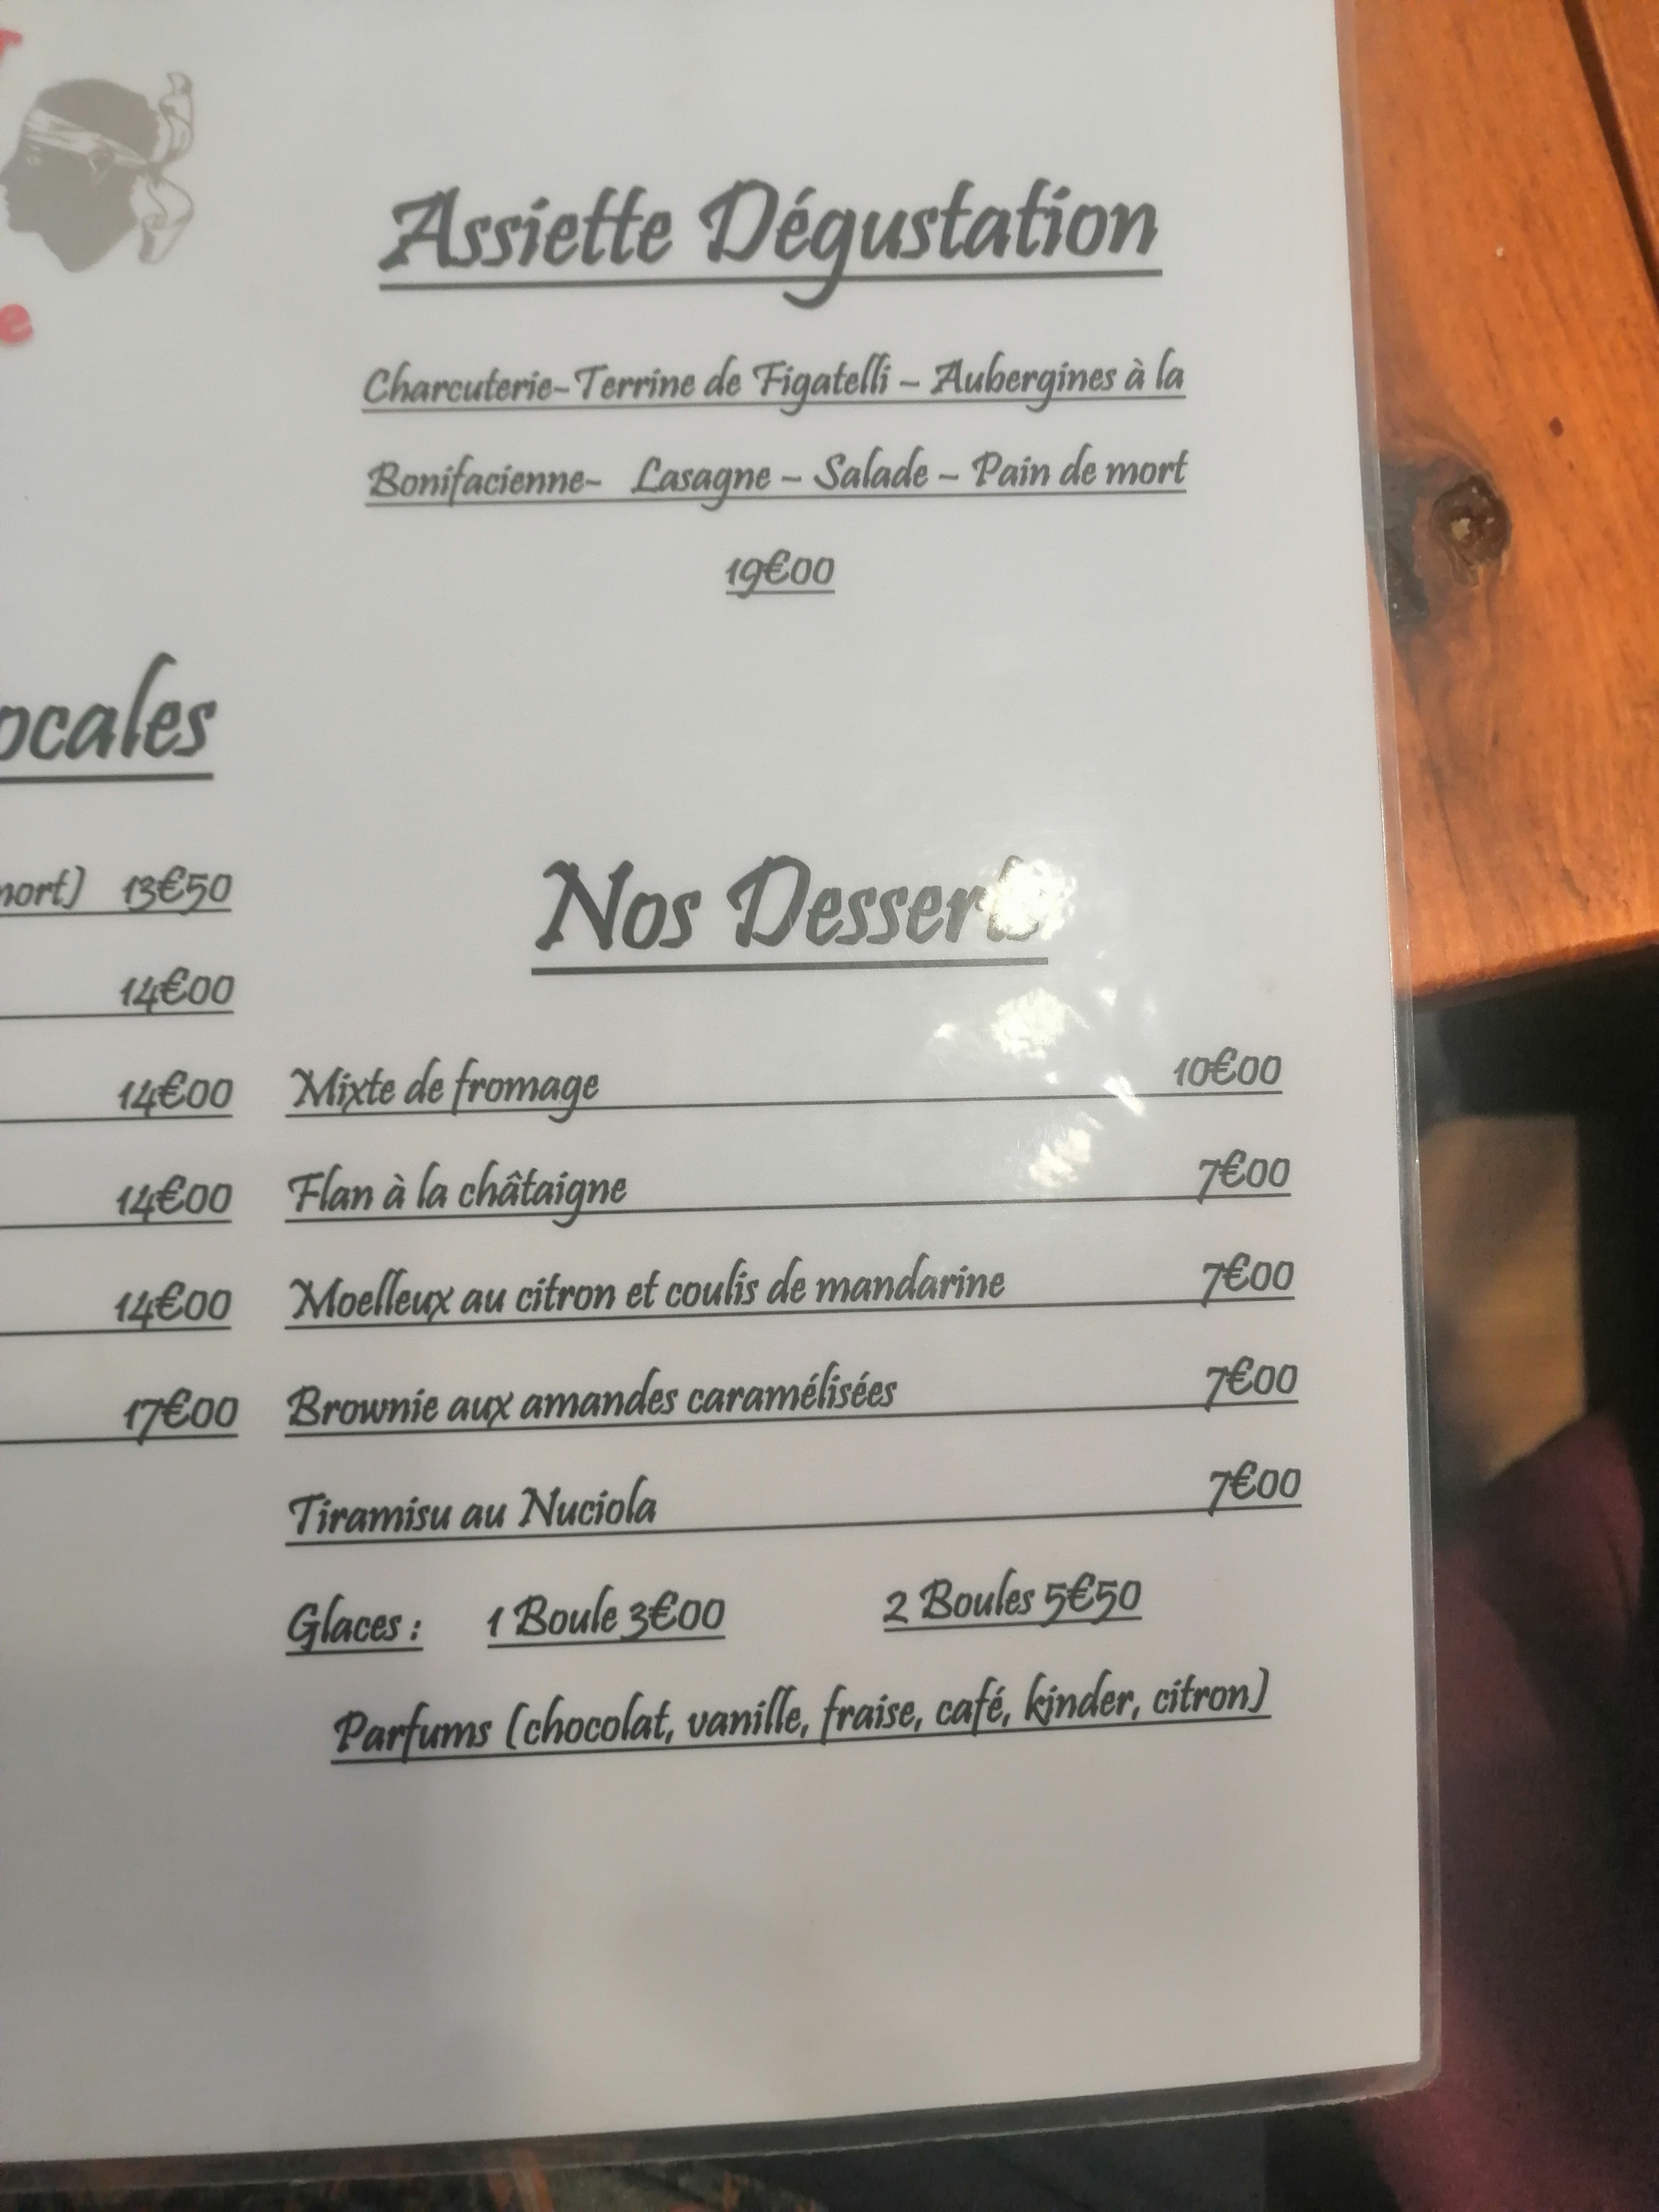 Assiette Dégustation
Charcuterie-Terrine de Figatelli – Aubergines à la
Bonifacienne- Lasagne – Salade – Pain de mort
19€00
ocales
mort) 13€50
14€00
14€00
14€00
14€00
17€00
Nos Desserts
Mixte de fromage 10€00
Flan à la châtaigne 7€00
Moelleux au citron et coulis de mandarine 7€00
Brownie aux amandes caramélisées 7€00
Tiramisu au Nuciola 7€00
Glaces : 1 Boule 3€00 2 Boules 5€50
Parfums (chocolat, vanille, fraise, café, kinder, citron)